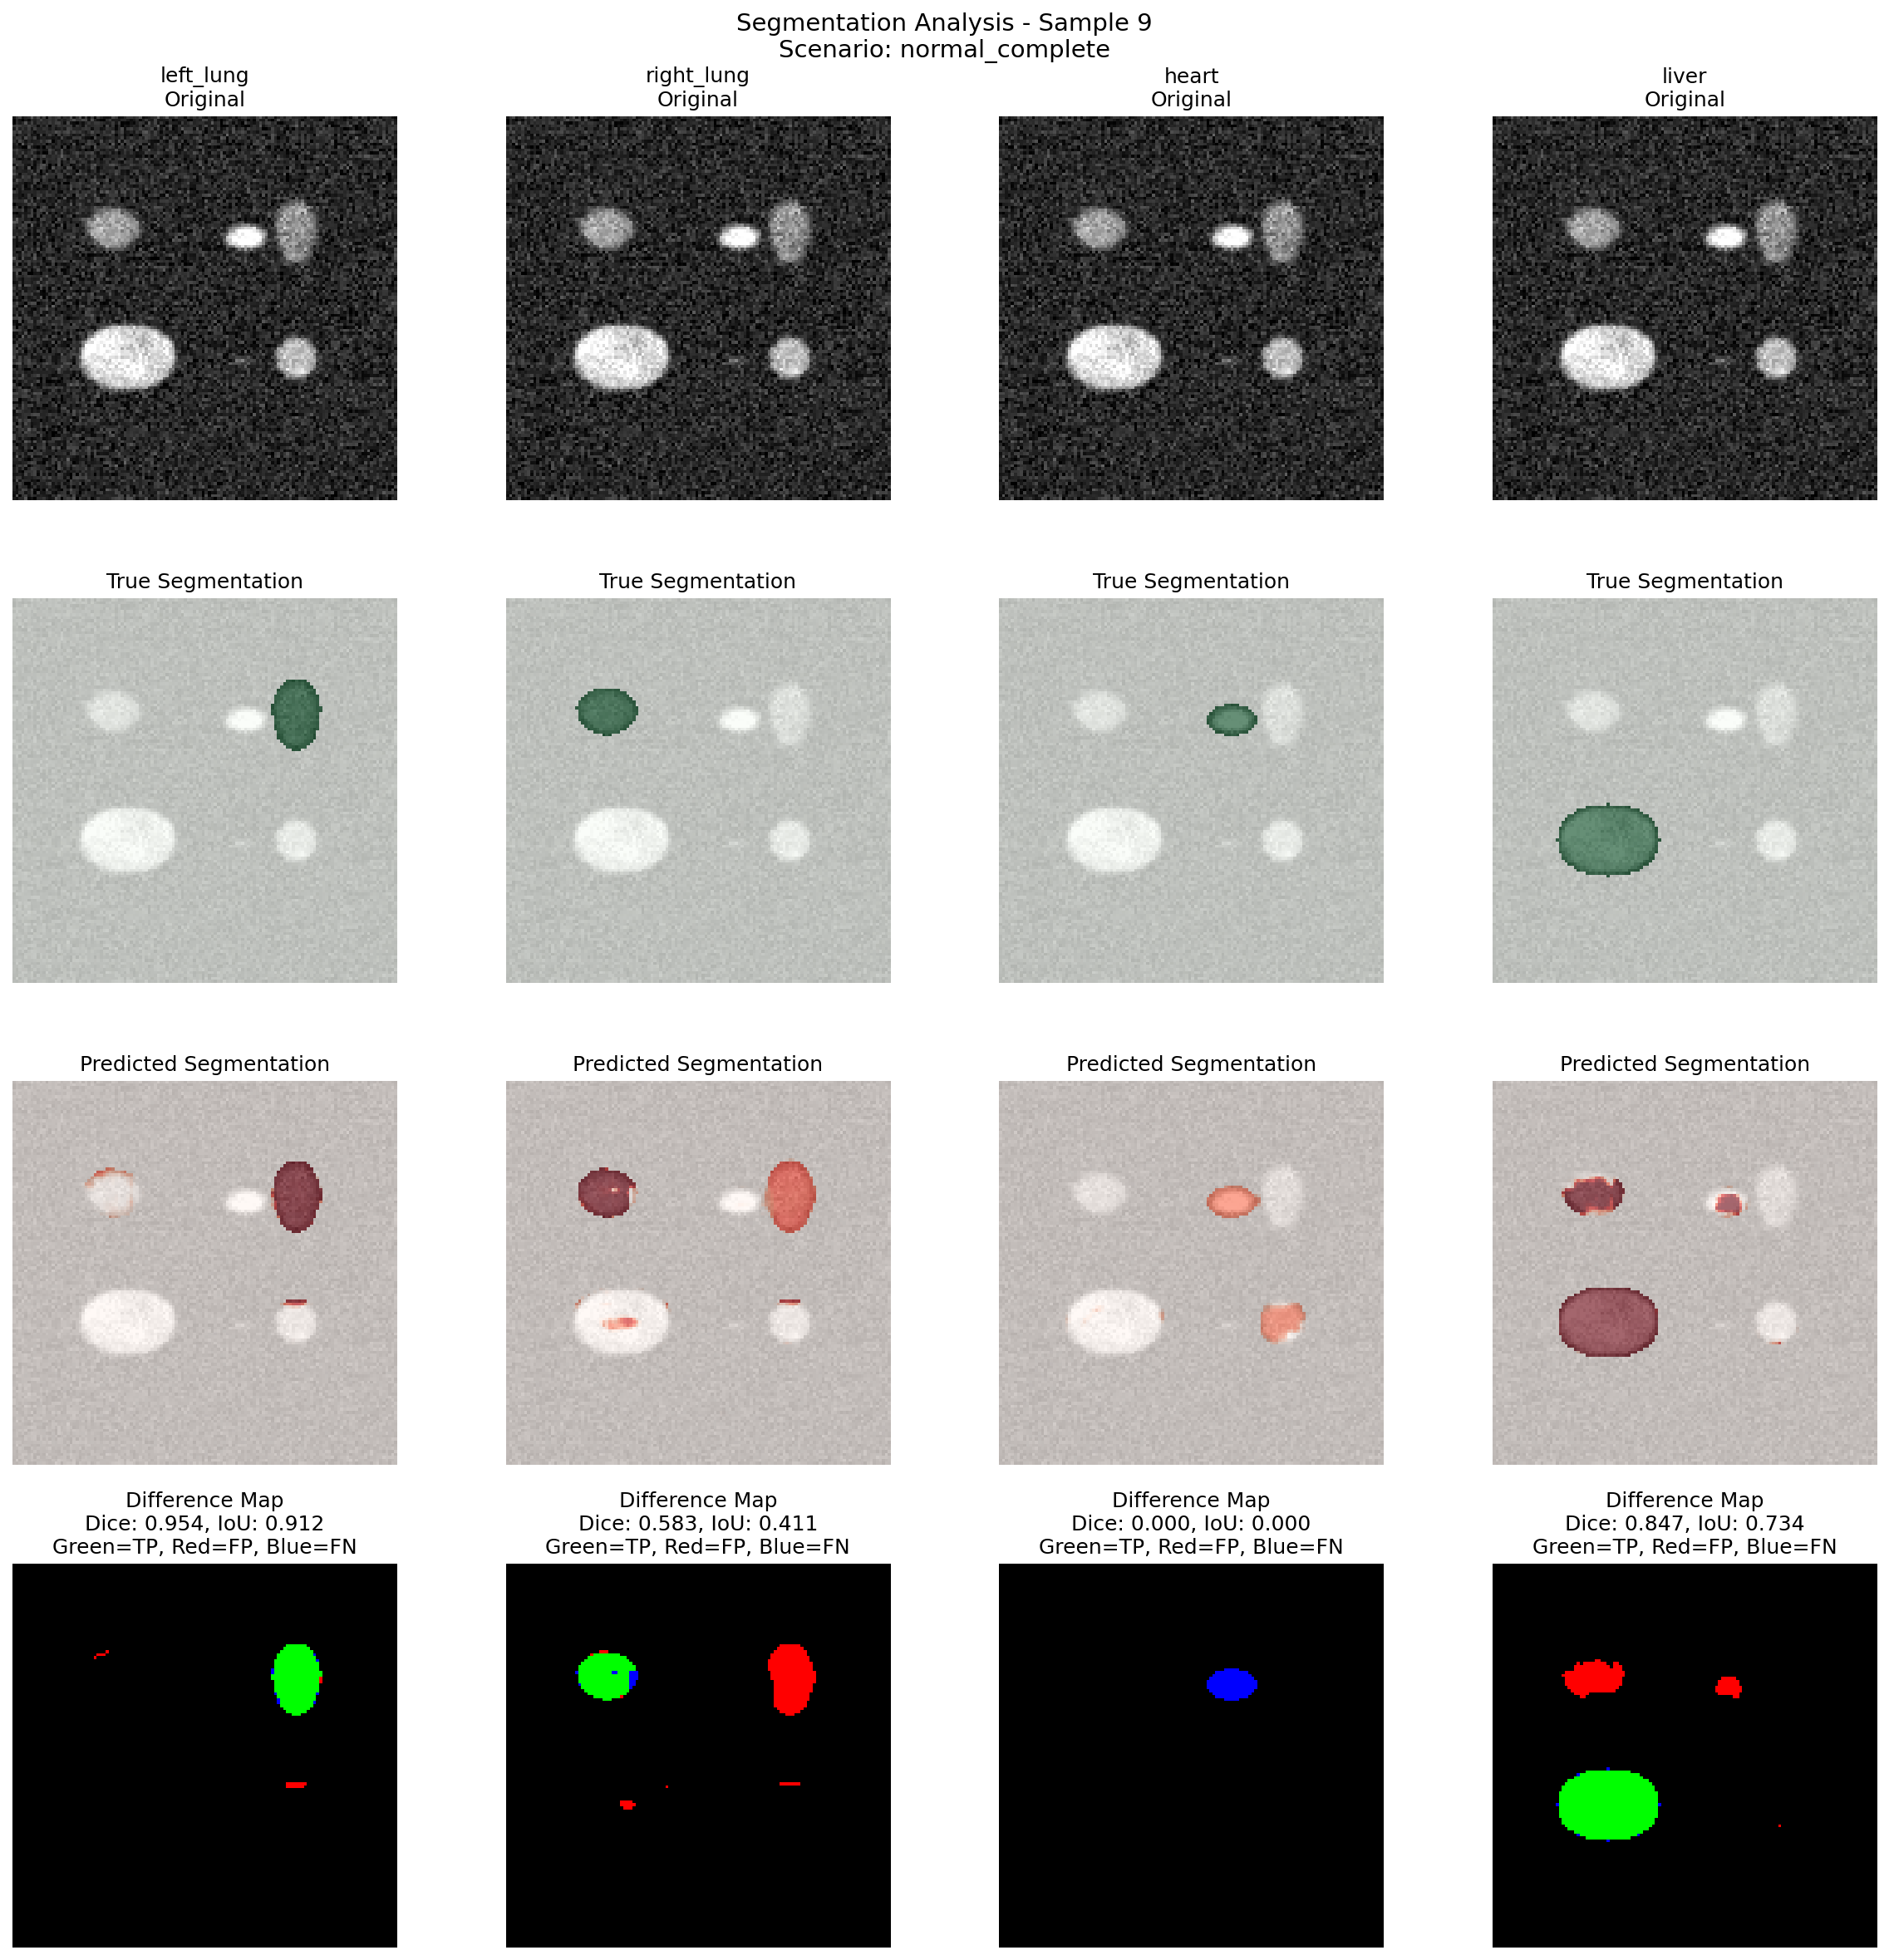 Segmentation Analysis - Sample 9
Scenario: normal_complete
left_lung
Original
right_lung
Original
heart
Original
liver
Original
True Segmentation
True Segmentation
True Segmentation
True Segmentation
Predicted Segmentation
Predicted Segmentation
Predicted Segmentation
Predicted Segmentation
Difference Map
Dice: 0.954, IoU: 0.912
Green=TP, Red=FP, Blue=FN
Difference Map
Dice: 0.583, IoU: 0.411
Green=TP, Red=FP, Blue=FN
Difference Map
Dice: 0.000, IoU: 0.000
Green=TP, Red=FP, Blue=FN
Difference Map
Dice: 0.847, IoU: 0.734
Green=TP, Red=FP, Blue=FN